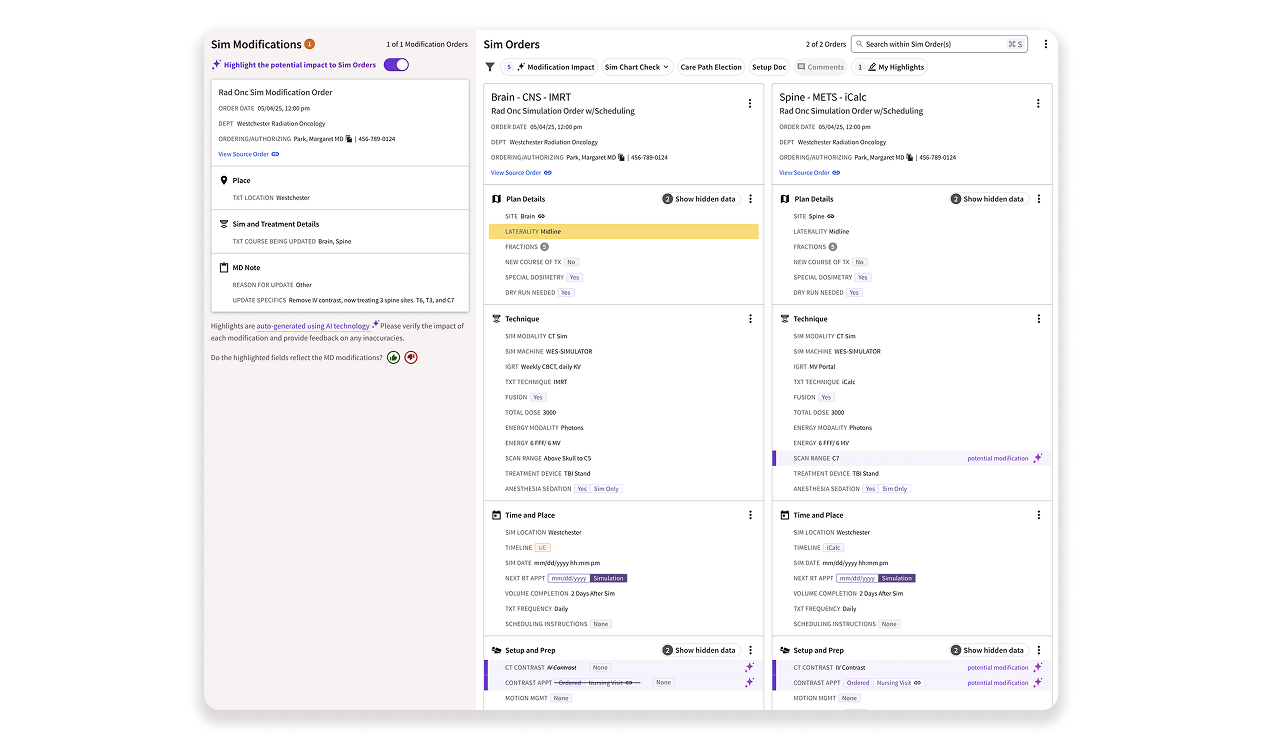 Sim Modifications 1
1 of 1 Modification Orders
Highlight the potential impact to Sim Orders
Rad Onc Sim Modification Order
ORDER DATE 05/04/25, 12:00 pm
DEPT Westchester Radiation Oncology
ORDERING/AUTHORIZING Park, Margaret MD | 456-789-0124
View Source Order
Place
TXT LOCATION Westchester
Sim and Treatment Details
TXT COURSE BEING UPDATED Brain, Spine
MD Note
REASON FOR UPDATE Other
UPDATE SPECIFICS Remove IV contrast, now treating 3 spine sites. T6, T3, and C7
Highlights are auto-generated using AI technology Please verify the impact of
each modification and provide feedback on any inaccuracies.
Do the highlighted fields reflect the MD modifications?
Sim Orders
2 of 2 Orders
Search within Sim Order(s) ⌘ S
5 Modification Impact
Sim Chart Check
Care Path Election
Setup Doc
Comments
1 My Highlights
Brain - CNS - IMRT
Rad Onc Simulation Order w/Scheduling
ORDER DATE 05/04/25, 12:00 pm
DEPT Westchester Radiation Oncology
ORDERING/AUTHORIZING Park, Margaret MD | 456-789-0124
View Source Order
Plan Details 2 Show hidden data
SITE Brain
LATERALITY Midline
FRACTIONS 5
NEW COURSE OF TX No
SPECIAL DOSIMETRY Yes
DRY RUN NEEDED Yes
Technique
SIM MODALITY CT Sim
SIM MACHINE WES-SIMULATOR
IGRT Weekly CBCT, daily KV
TXT TECHNIQUE IMRT
FUSION Yes
TOTAL DOSE 3000
ENERGY MODALITY Photons
ENERGY 6 FFF/ 6 MV
SCAN RANGE Above Skull to C5
TREATMENT DEVICE TBI Stand
ANESTHESIA SEDATION Yes Sim Only
Time and Place
SIM LOCATION Westchester
TIMELINE UE
SIM DATE mm/dd/yyyy hh:mm pm
NEXT RT APPT mm/dd/yyyy Simulation
VOLUME COMPLETION 2 Days After Sim
TXT FREQUENCY Daily
SCHEDULING INSTRUCTIONS None
Setup and Prep 2 Show hidden data
CT CONTRAST IV Contrast None
CONTRAST APPT Ordered Nursing Visit None
MOTION MGMT None
Spine - METS - iCalc
Rad Onc Simulation Order w/Scheduling
ORDER DATE 05/04/25, 12:00 pm
DEPT Westchester Radiation Oncology
ORDERING/AUTHORIZING Park, Margaret MD | 456-789-0124
View Source Order
Plan Details 2 Show hidden data
SITE Spine
LATERALITY Midline
FRACTIONS 5
NEW COURSE OF TX No
SPECIAL DOSIMETRY Yes
DRY RUN NEEDED Yes
Technique
SIM MODALITY CT Sim
SIM MACHINE WES-SIMULATOR
IGRT MV Portal
TXT TECHNIQUE iCalc
FUSION Yes
TOTAL DOSE 3000
ENERGY MODALITY Photons
ENERGY 6 FFF/ 6 MV
SCAN RANGE C7 potential modification
TREATMENT DEVICE TBI Stand
ANESTHESIA SEDATION Yes Sim Only
Time and Place
SIM LOCATION Westchester
TIMELINE iCalc
SIM DATE mm/dd/yyyy hh:mm pm
NEXT RT APPT mm/dd/yyyy Simulation
VOLUME COMPLETION 2 Days After Sim
TXT FREQUENCY Daily
SCHEDULING INSTRUCTIONS None
Setup and Prep 2 Show hidden data
CT CONTRAST IV Contrast potential modification
CONTRAST APPT Ordered Nursing Visit potential modification
MOTION MGMT None